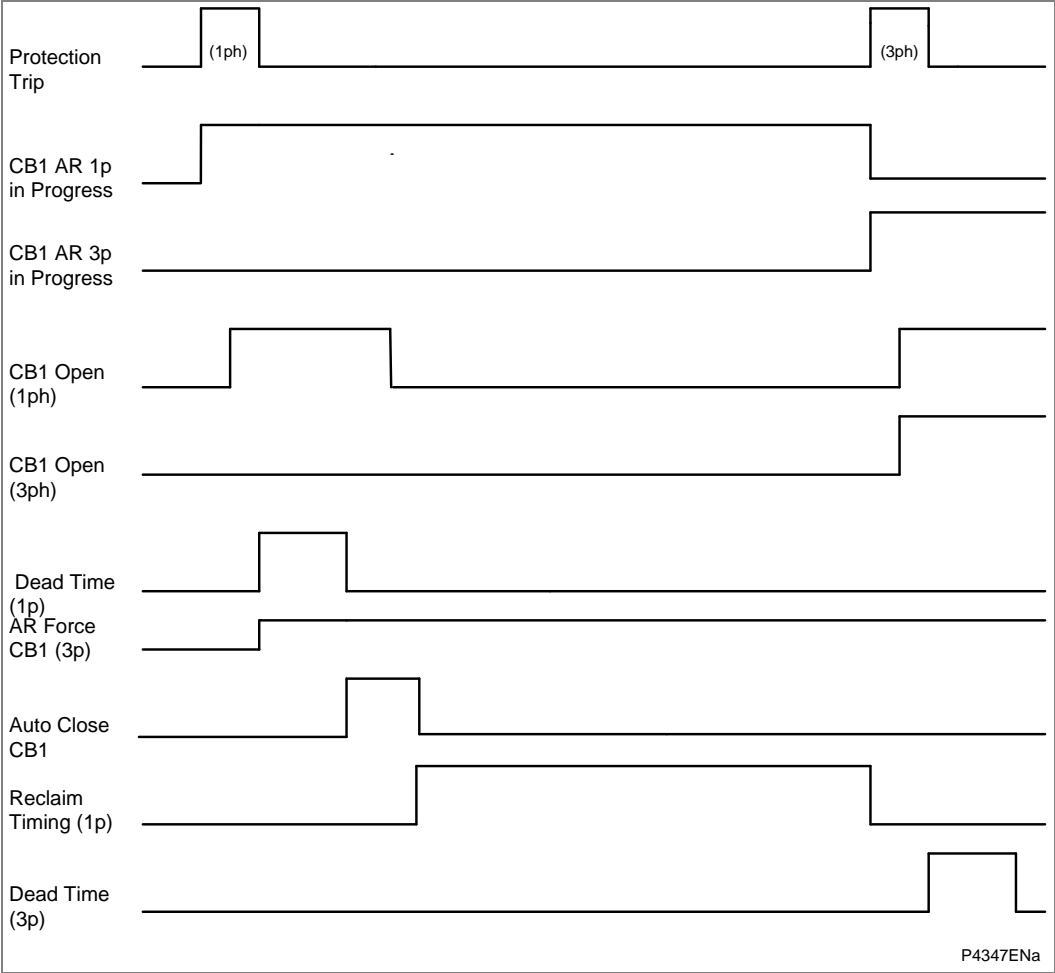 (1ph)
(3ph)
Protection
Trip
CB1 AR 1p
in Progress
CB1 AR 3p
in Progress
CB1 Open
(1ph)
CB1 Open
(3ph)
Dead Time
(1p)
AR Force
CB1 (3p)
Auto Close
CB1
Reclaim
Timing (1p)
Dead Time
(3p)
P4347ENa